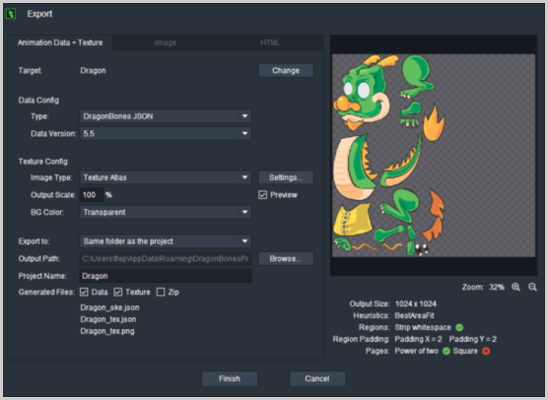 Export
Animation Data + Texture
Image
HTML
Target: Dragon Change
Data Config
Type: DragonBones JSON
Data Version: 5.5
Texture Config
Image Type: Texture Atlas Settings...
Output Scale: 100 % Preview
BG Color: Transparent
Export to: Same folder as the project
Output Path: C:\Users\flep\AppData\Roaming\DragonBonesPr Browse...
Project Name: Dragon
Generated Files: Data Texture Zip
Dragon_ske.json
Dragon_tex.json
Dragon_tex.png
Finish
Cancel
Zoom: 32%
Output Size: 1024 x 1024
Heuristics: BestAreaFit
Regions: Strip whitespace
Region Padding: Padding X = 2 Padding Y = 2
Pages: Power of two Square